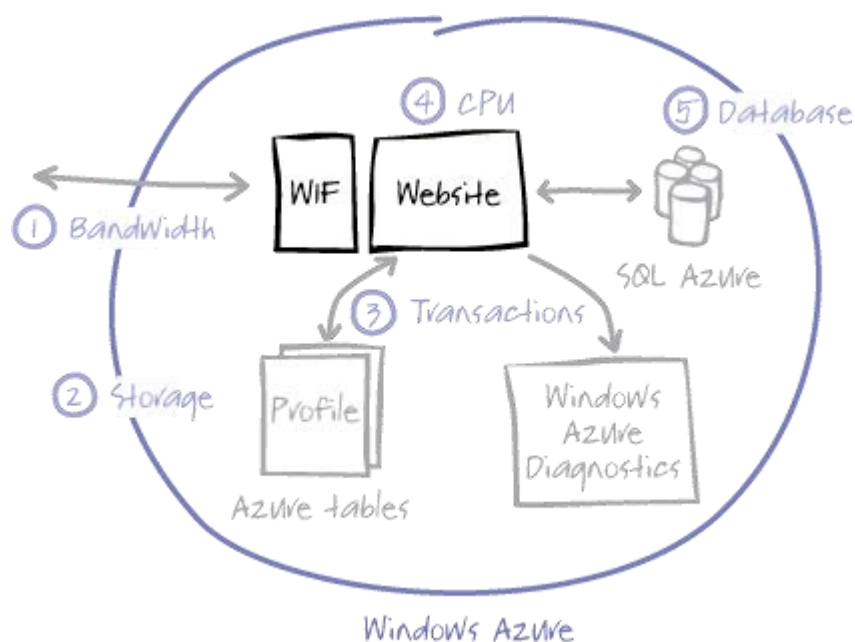 4 CPU
5 Database
WIF
Website
1 Bandwidth
SQL Azure
3 Transactions
2 Storage
Profile
Windows
Azure
Diagnostics
Azure tables
Windows Azure